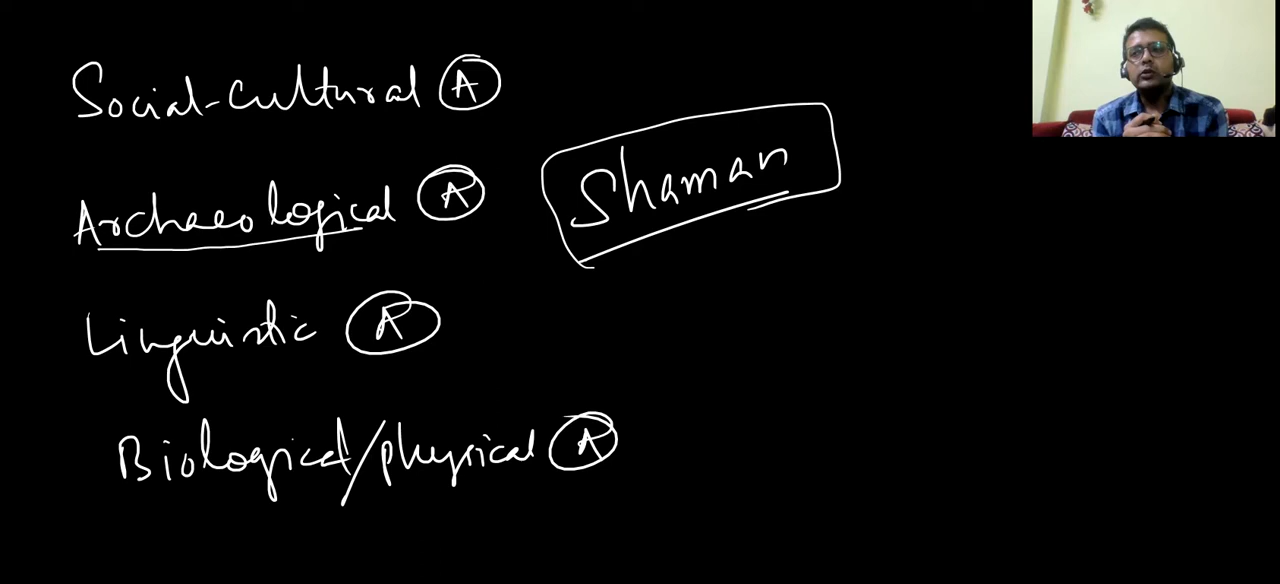 Social-Cultural A
Archaeological A
Shaman
Linguistic A
Biological/physical A